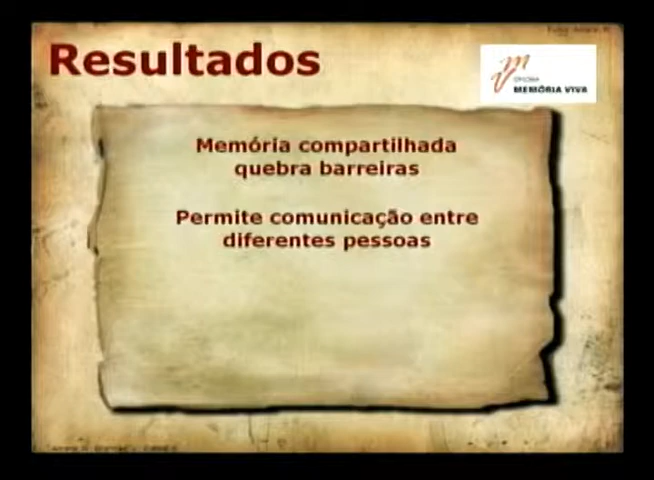 Resultados
OFICINA
MEMÓRIA VIVA
Memória compartilhada
quebra barreiras
Permite comunicação entre
diferentes pessoas